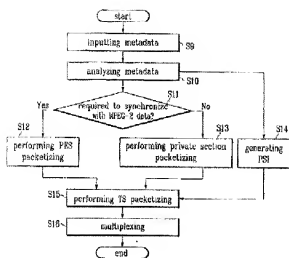 start
inputting metadata
S9
analyzing metadata
S10
S11
required to synchronize
with MPEG-2 data?
Yes
No
S12
S13
S14
performing PES
packetizing
performing private section
packetizing
generating
PSI
S15
performing TS packetizing
S16
multiplexing
end